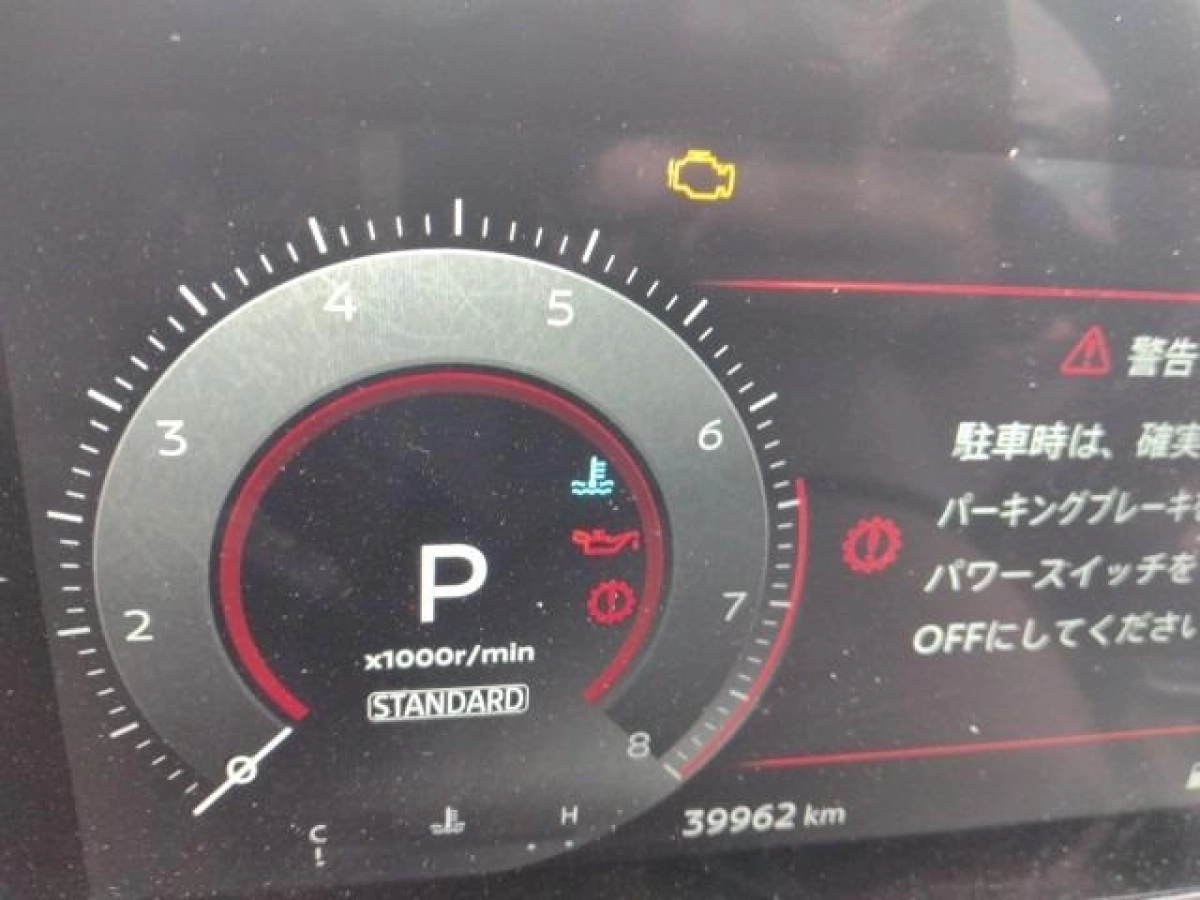 4
5
3
6
警告
駐車時は、確実
パーキングブレーキ
P
2
7
パワースイッチを
x1000r/min
OFFにしてください
STANDARD
8
0
C
H
39962 km